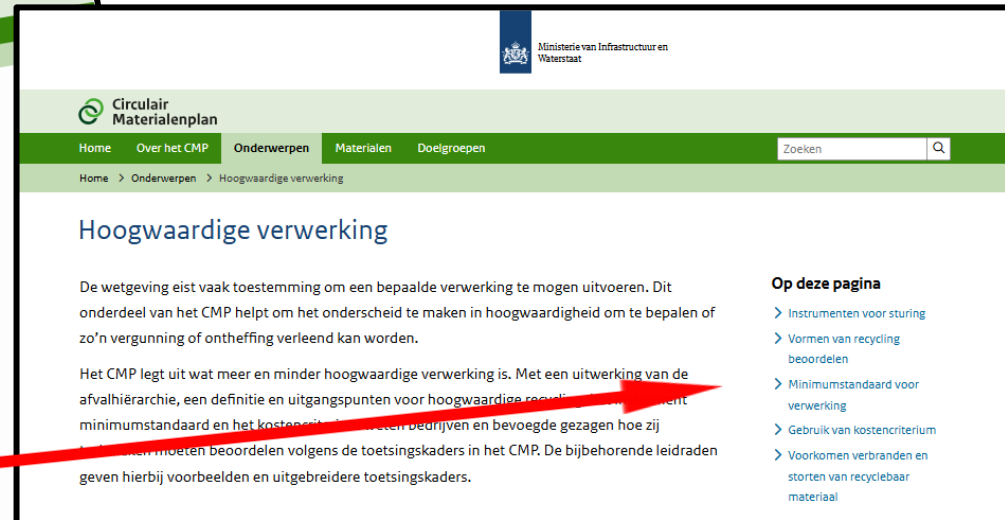 Ministerie van Infrastructuur en
Waterstaat
Circulair
Materialenplan
Home Over het CMP Onderwerpen Materialen Doelgroepen Zoeken
Home > Onderwerpen > Hoogwaardige verwerking
Hoogwaardige verwerking
De wetgeving eist vaak toestemming om een bepaalde verwerking te mogen uitvoeren. Dit
onderdeel van het CMP helpt om het onderscheid te maken in hoogwaardigheid om te bepalen of
zo'n vergunning of ontheffing verleend kan worden.
Het CMP legt uit wat meer en minder hoogwaardige verwerking is. Met een uitwerking van de
afvalhiërarchie, een definitie en uitgangspunten voor hoogwaardige
minimumstandaard en het bedrijven en bevoegde gezagen hoe zij
moeten beoordelen volgens de toetsingskaders in het CMP. De bijbehorende leidraden
geven hierbij voorbeelden en uitgebreidere toetsingskaders.
Op deze pagina
Instrumenten voor sturing
Vormen van recycling
beoordelen
Minimumstandaard voor
verwerking
Gebruik van kostencriterium
Voorkomen verbranden en
storten van recyclebaar
materiaal